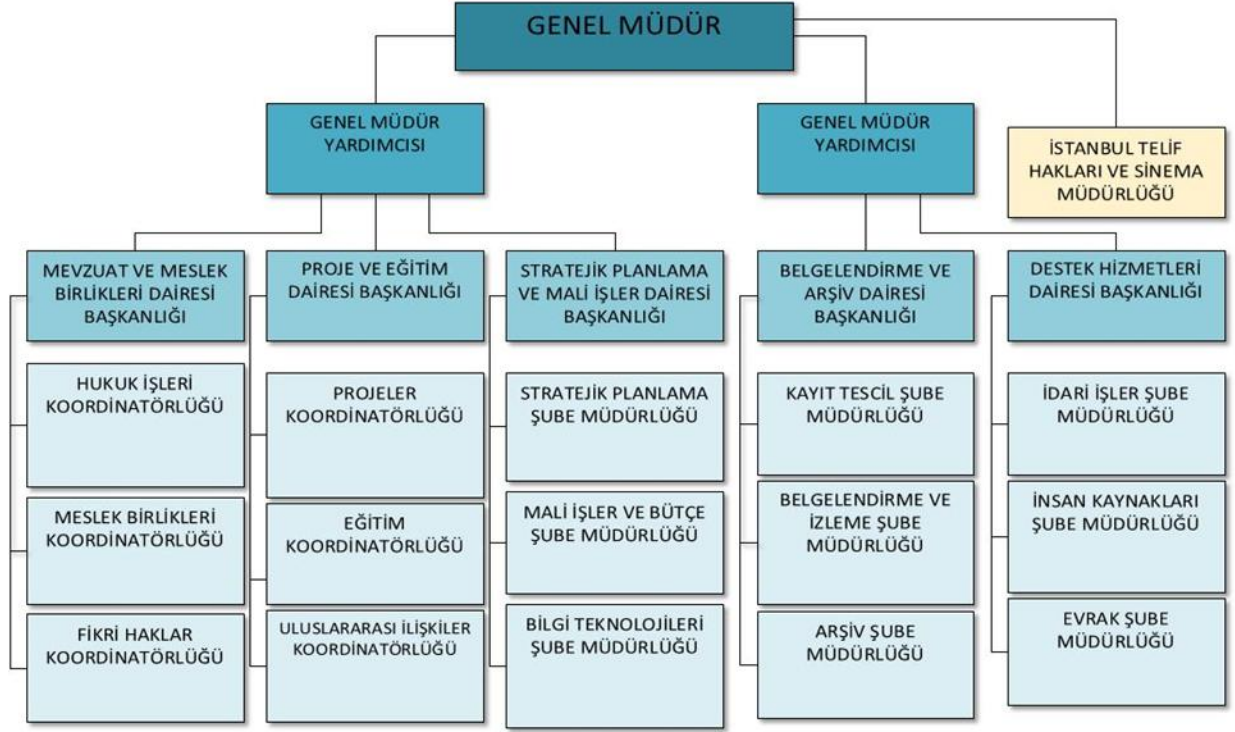 GENEL MÜDÜR
GENEL MÜDÜR
YARDIMCISI
GENEL MÜDÜR
YARDIMCISI
İSTANBUL TELİF
HAKLARI VE SİNEMA
MÜDÜRLÜĞÜ
MEVZUAT VE MESLEK
BİRLİKLERİ DAİRESİ
BAŞKANLIĞI
PROJE VE EĞİTİM
DAİRESİ BAŞKANLIĞI
STRATEJİK PLANLAMA
VE MALİ İŞLER DAİRESİ
BAŞKANLIĞI
BELGELENDİRME VE
ARŞİV DAİRESİ
BAŞKANLIĞI
DESTEK HİZMETLERİ
DAİRESİ BAŞKANLIĞI
HUKUK İŞLERİ
KOORDİNATÖRLÜĞÜ
PROJELER
KOORDİNATÖRLÜĞÜ
STRATEJİK PLANLAMA
ŞUBE MÜDÜRLÜĞÜ
KAYIT TESCİL ŞUBE
MÜDÜRLÜĞÜ
İDARİ İŞLER ŞUBE
MÜDÜRLÜĞÜ
MESLEK BİRLİKLERİ
KOORDİNATÖRLÜĞÜ
EĞİTİM
KOORDİNATÖRLÜĞÜ
MALİ İŞLER VE BÜTÇE
ŞUBE MÜDÜRLÜĞÜ
BELGELENDİRME VE
İZLEME ŞUBE
MÜDÜRLÜĞÜ
İNSAN KAYNAKLARI
ŞUBE MÜDÜRLÜĞÜ
FİKRİ HAKLAR
KOORDİNATÖRLÜĞÜ
ULUSLARARASI İLİŞKİLER
KOORDİNATÖRLÜĞÜ
BİLGİ TEKNOLOJİLERİ
ŞUBE MÜDÜRLÜĞÜ
ARŞİV ŞUBE
MÜDÜRLÜĞÜ
EVRAK ŞUBE
MÜDÜRLÜĞÜ